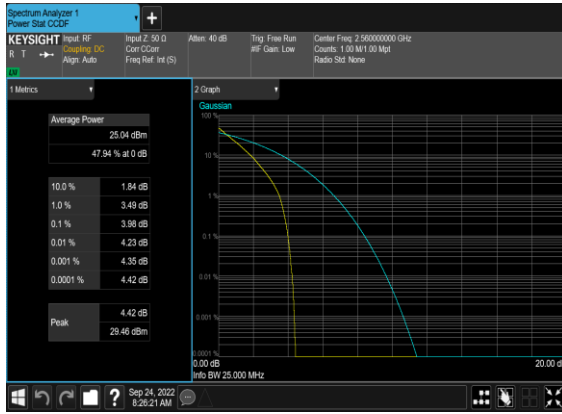 Spectrum Analyzer 1
Power Stat CCDF
KEYSIGHT
R T
Input: RF
Coupling: DC
Align: Auto
Input Z: 50 Ω
Corr CCorr
Freq Ref: Int (S)
Atten: 40 dB
Trig: Free Run
#IF Gain: Low
Center Freq: 2.560000000 GHz
Counts: 1.00 M/1.00 Mpt
Radio Std: None
1 Metrics
Average Power
25.04 dBm
47.94 % at 0 dB
10.0 % 1.84 dB
1.0 % 3.49 dB
0.1 % 3.98 dB
0.01 % 4.23 dB
0.001 % 4.35 dB
0.0001 % 4.42 dB
Peak
4.42 dB
29.46 dBm
2 Graph
Gaussian
100 %
10 %
1 %
0.1 %
0.01 %
0.001 %
0.0001 %
0.00 dB
20.00 d
Info BW 25.000 MHz
Sep 24, 2022
8:26:21 AM